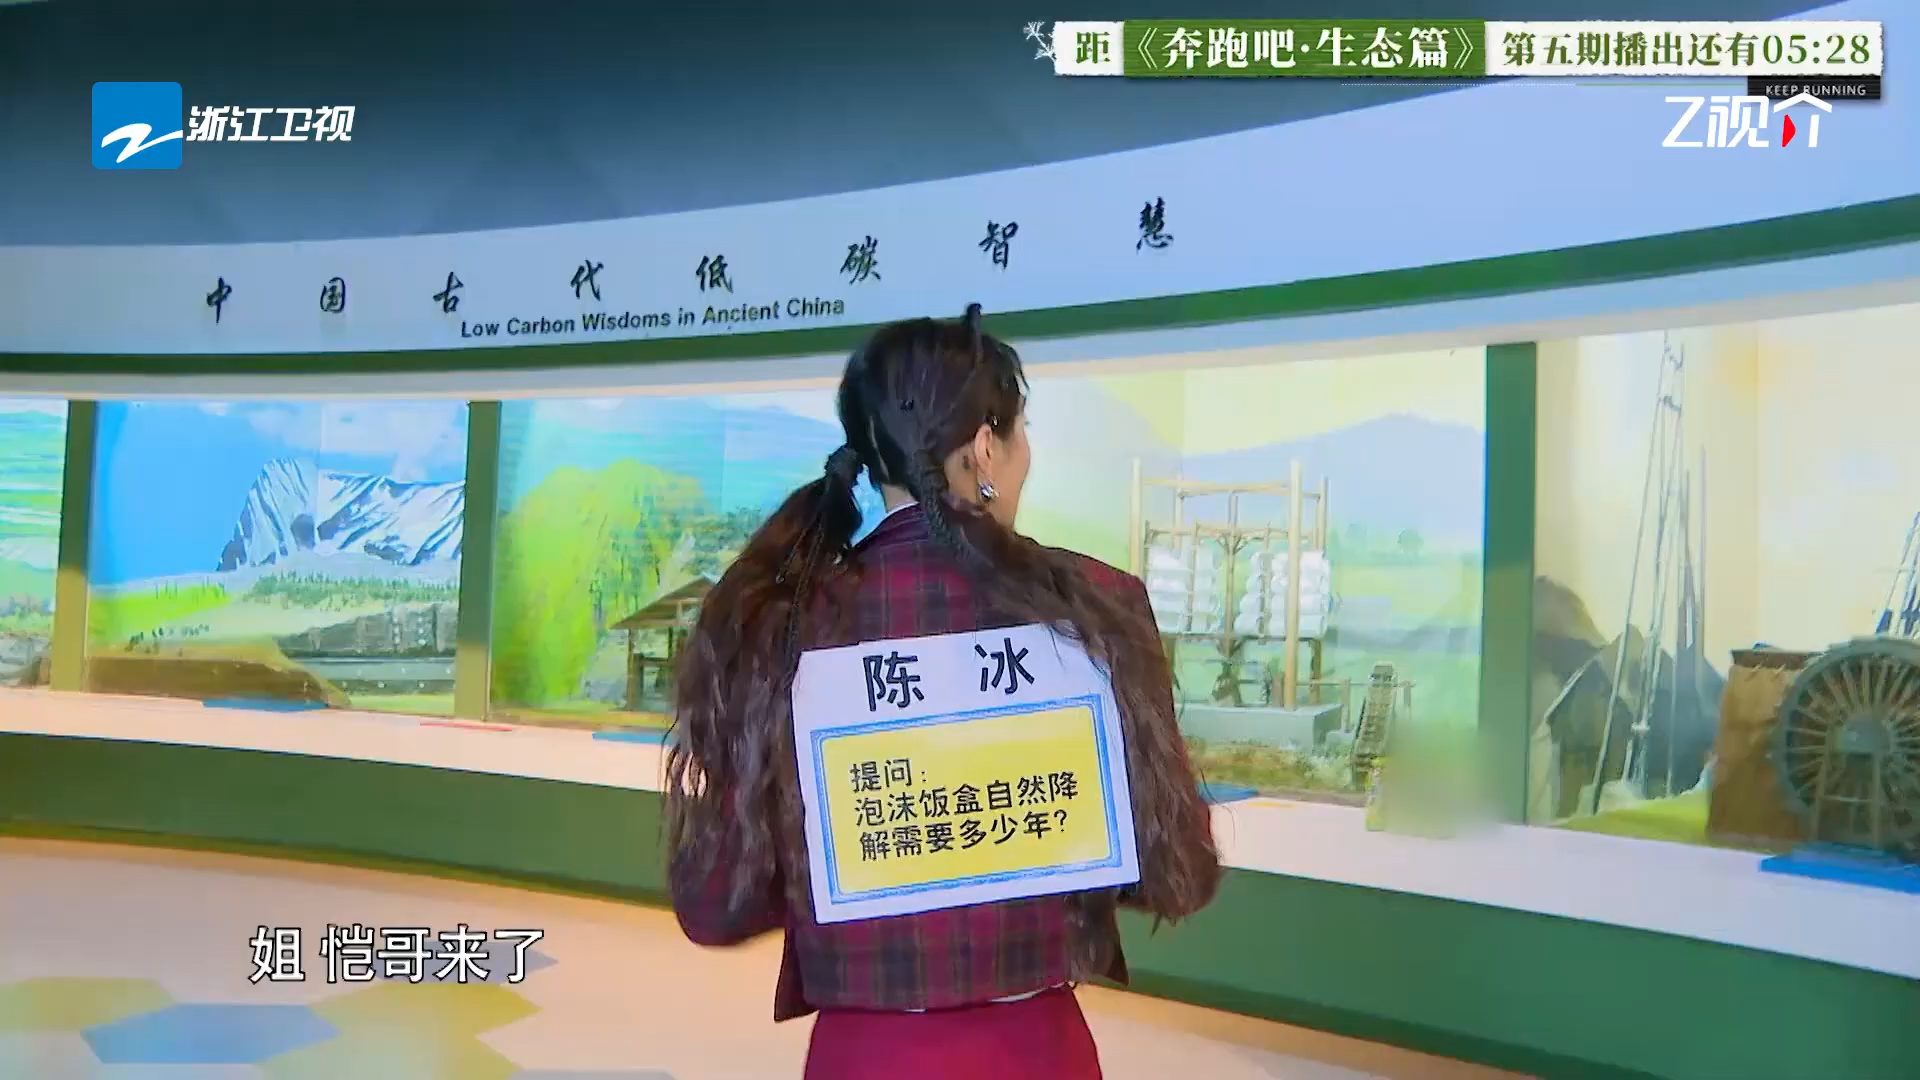 距《奔跑吧·生态篇》第五期播出还有05:28
KEEP RUNNING
浙江卫视
Z视介
中国古代低碳智慧
Low Carbon Wisdoms in Ancient China
陈 冰
提问：
泡沫饭盒自然降
解需要多少年？
姐 恺哥来了